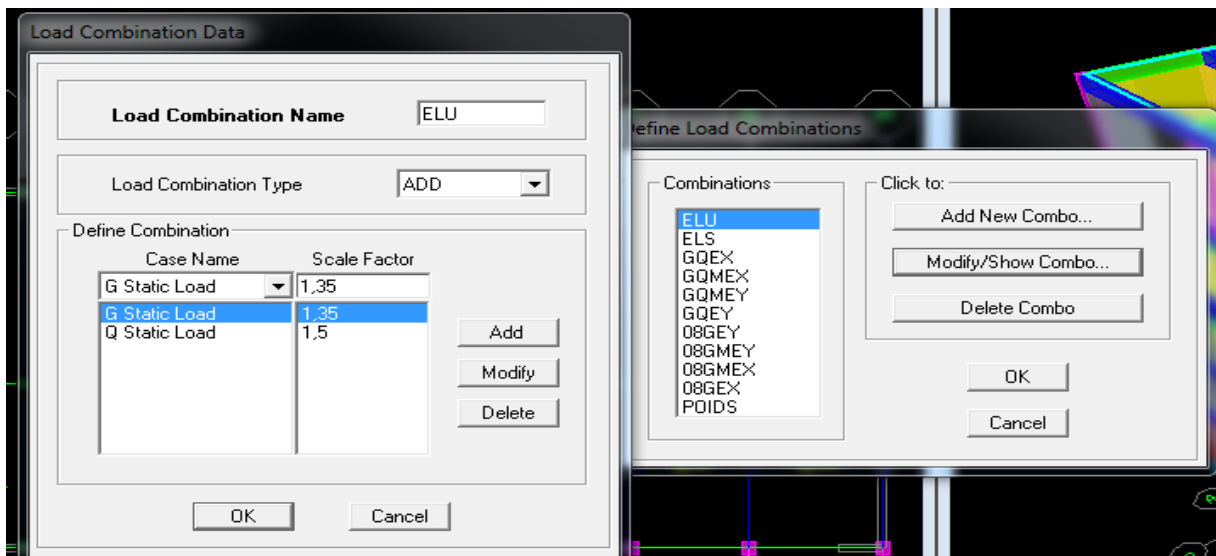 Load Combination Data
Load Combination Name ELU
Load Combination Type ADD
Define Combination
Case Name Scale Factor
G Static Load 1,35
G Static Load 1,35
Q Static Load 1,5
Add
Modify
Delete
OK Cancel
efine Load Combinations
Combinations
ELU
ELS
GQEX
GQMEX
GQMEY
GQEY
08GEY
08GMEY
08GMEX
08GEX
POIDS
Click to:
Add New Combo...
Modify/Show Combo...
Delete Combo
OK
Cancel